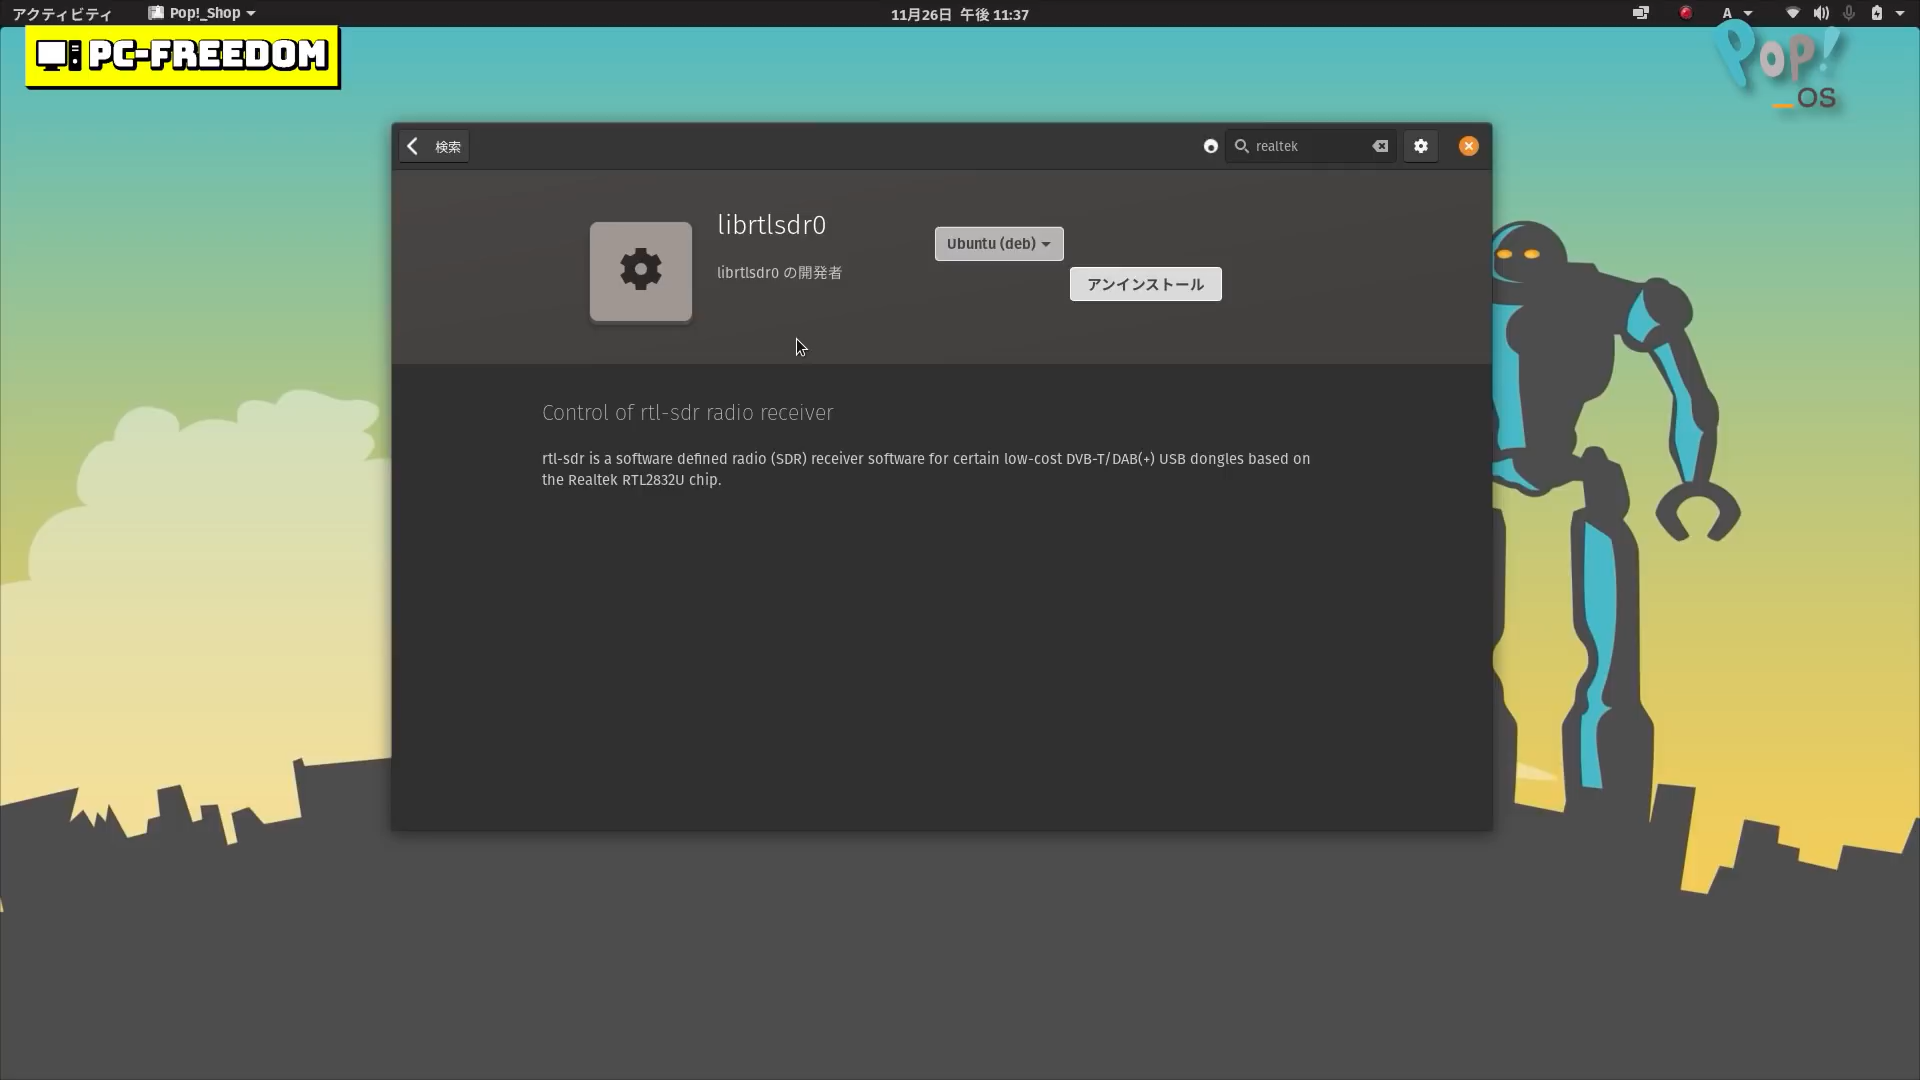 アクティビティ
Pop!_Shop
11月26日 午後 11:37
A
PC-FREEDOM
Pop!
_OS
検索
realtek
librtlsdr0
librtlsdr0 の開発者
Ubuntu (deb)
アンインストール
Control of rtl-sdr radio receiver
rtl-sdr is a software defined radio (SDR) receiver software for certain low-cost DVB-T/DAB(+) USB dongles based on
the Realtek RTL2832U chip.